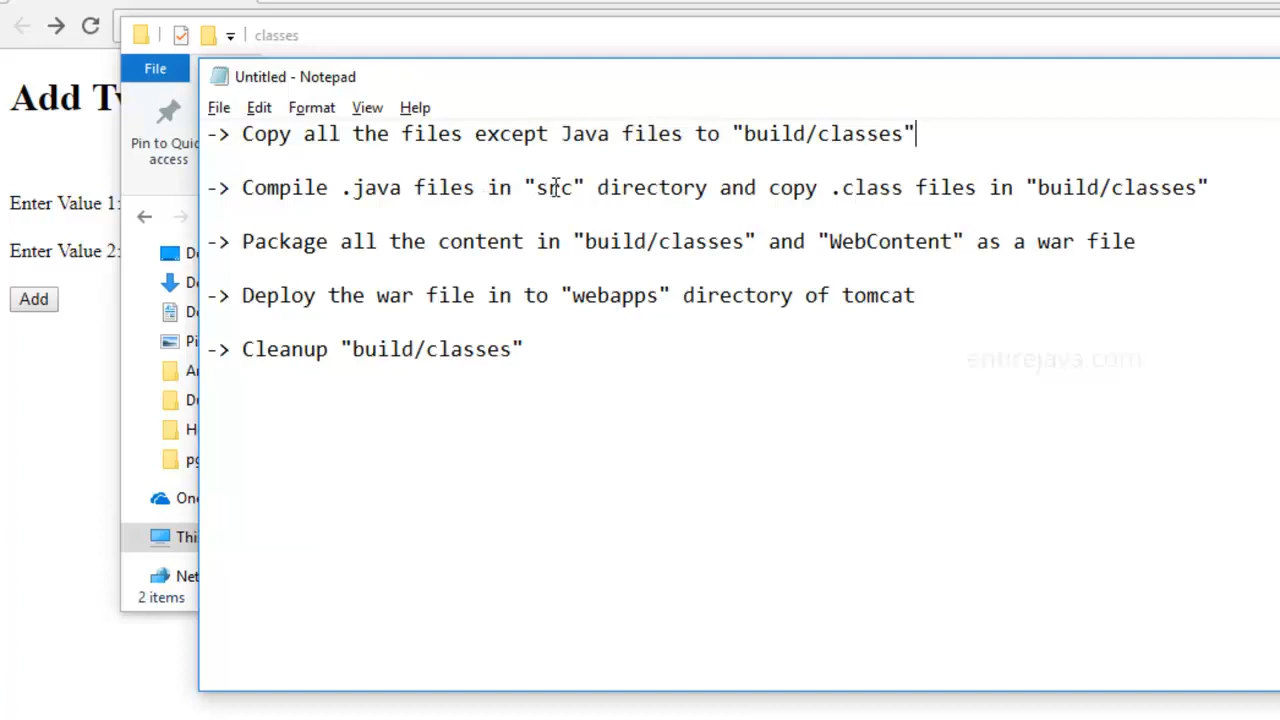 classes
File
Untitled - Notepad
Add
File Edit Format View Help
Pin to Quic
access
-> Copy all the files except Java files to "build/classes"
-> Compile .java files in "src" directory and copy .class files in "build/classes"
Enter Value 1:
-> Package all the content in "build/classes" and "WebContent" as a war file
Enter Value 2:
-> Deploy the war file in to "webapps" directory of tomcat
Add
-> Cleanup "build/classes"
entirejava.com
2 items